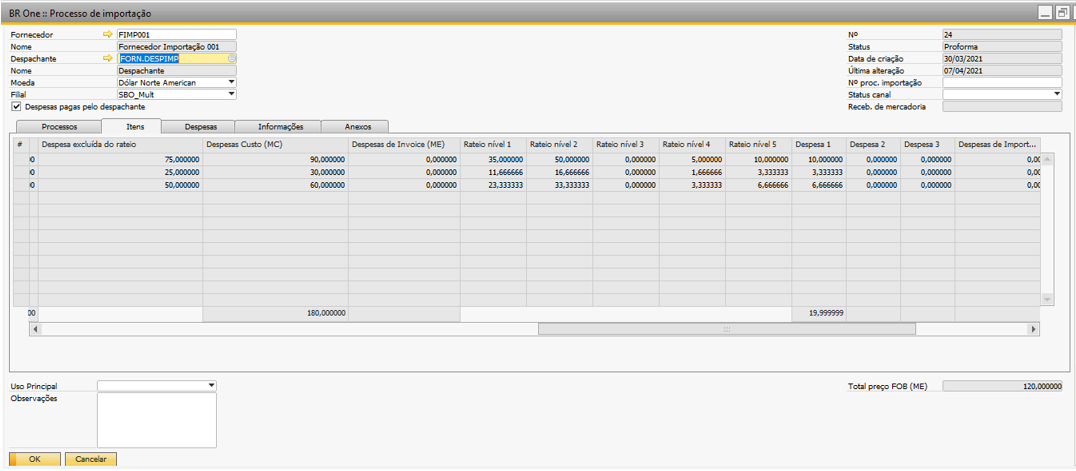 BR One :: Processo de importação
Fornecedor FIMP001 Nº 24
Nome Fornecedor Importação 001 Status Proforma
Despachante FORN.DESPIMP Data de criação 30/03/2021
Nome Despachante Última alteração 07/04/2021
Moeda Dólar Norte American Nº proc. importação
Filial SBO_Mult Status canal
Despesas pagas pelo despachante Receb. de mercadoria
Processos Itens Despesas Informações Anexos
# Despesa excluída do rateio Despesas Custo (MC) Despesas de Invoice (ME) Rateio nível 1 Rateio nível 2 Rateio nível 3 Rateio nível 4 Rateio nível 5 Despesa 1 Despesa 2 Despesa 3 Despesas de Import...
00 75,000000 90,000000 0,000000 35,000000 50,000000 0,000000 5,000000 10,000000 10,000000 0,000000 0,000000 0,00
00 25,000000 30,000000 0,000000 11,666666 16,666666 0,000000 1,666666 3,333333 3,333333 0,000000 0,000000 0,00
00 50,000000 60,000000 0,000000 23,333333 33,333333 0,000000 3,333333 6,666666 6,666666 0,000000 0,000000 0,00
00 180,000000 19,999999
Uso Principal Total preço FOB (ME) 120,000000
Observações
OK Cancelar